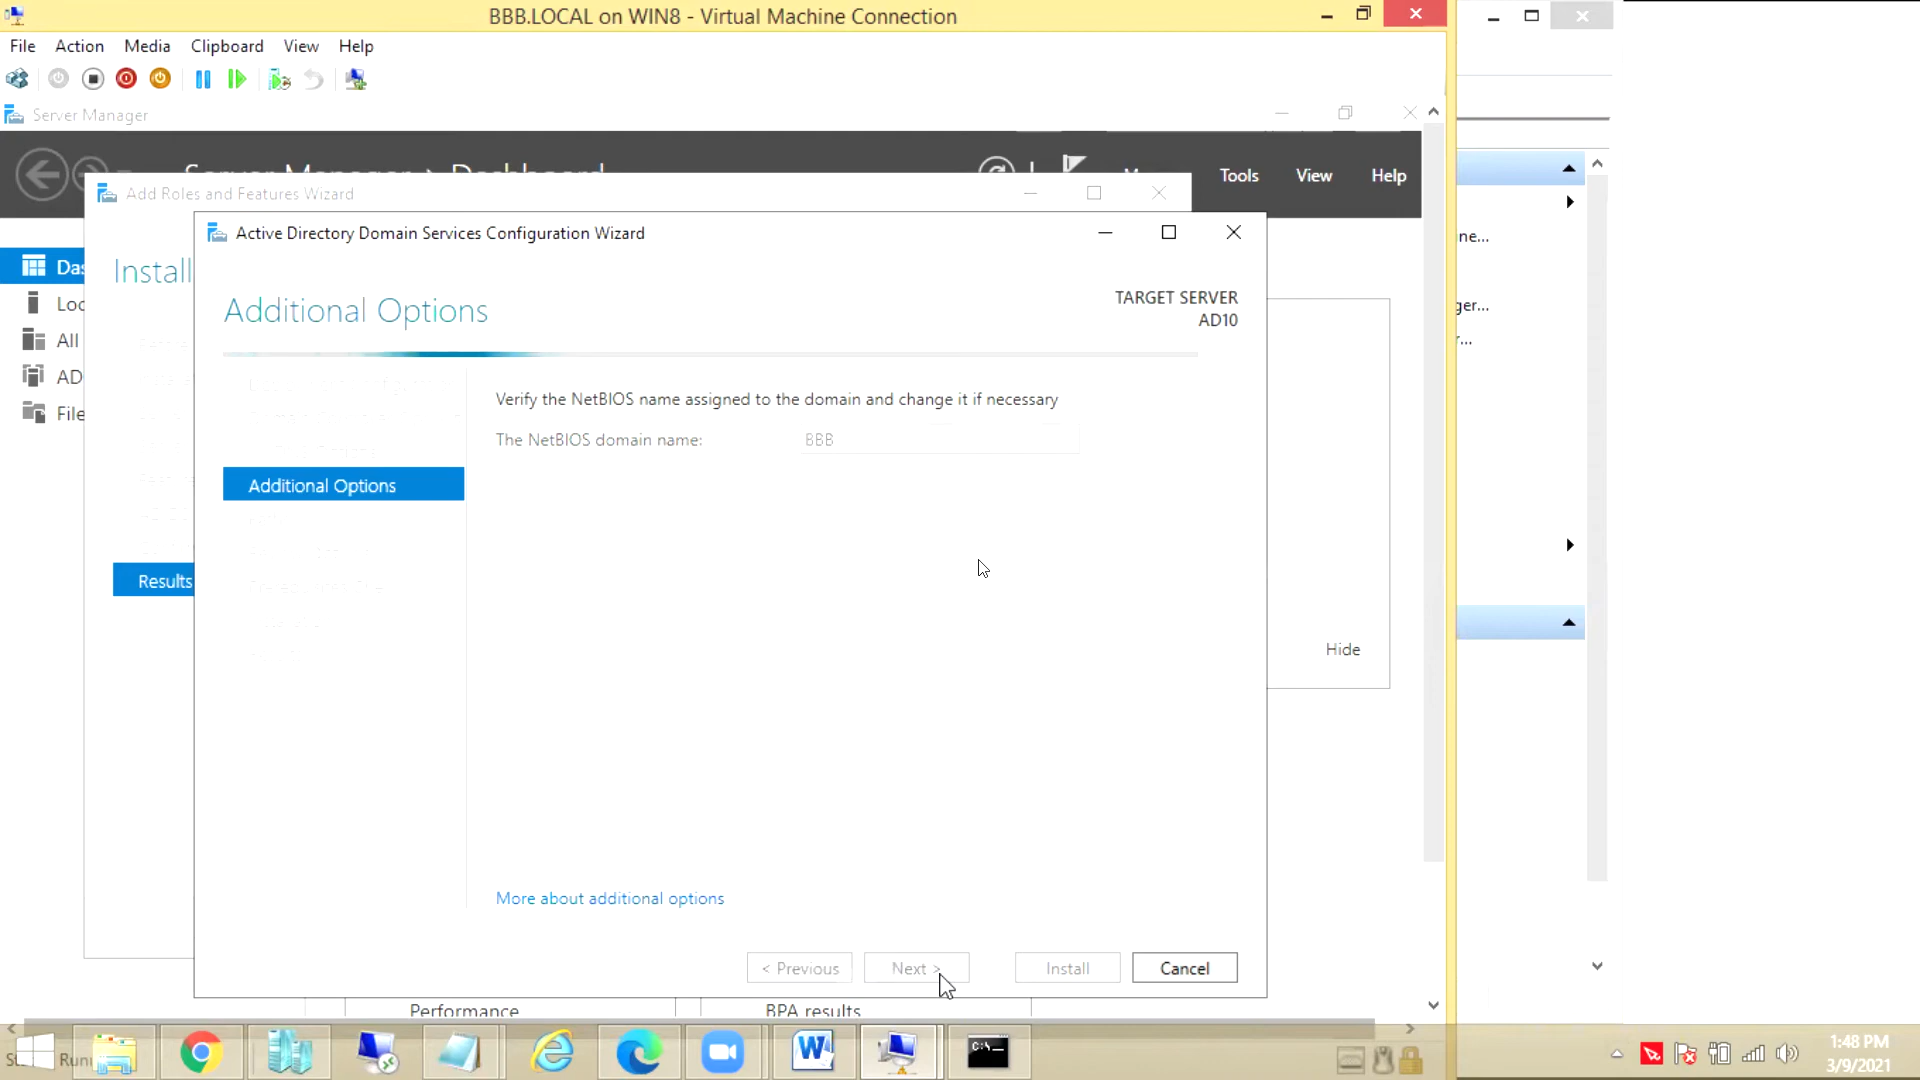 BBB.LOCAL on WIN8 - Virtual Machine Connection
File Action Media Clipboard View Help
Server Manager
Server Manager Dashboard
Tools View Help
Add Roles and Features Wizard
Active Directory Domain Services Configuration Wizard
Das
Install
Loc
Additional Options
TARGET SERVER
AD10
All
AD
File
ne...
ger...
r...
Verify the NetBIOS name assigned to the domain and change it if necessary
The NetBIOS domain name: BBB
Additional Options
Results
Hide
More about additional options
< Previous
Next >
Install
Cancel
Performance
BPA results
Run
C:\_
1:48 PM
3/9/2021